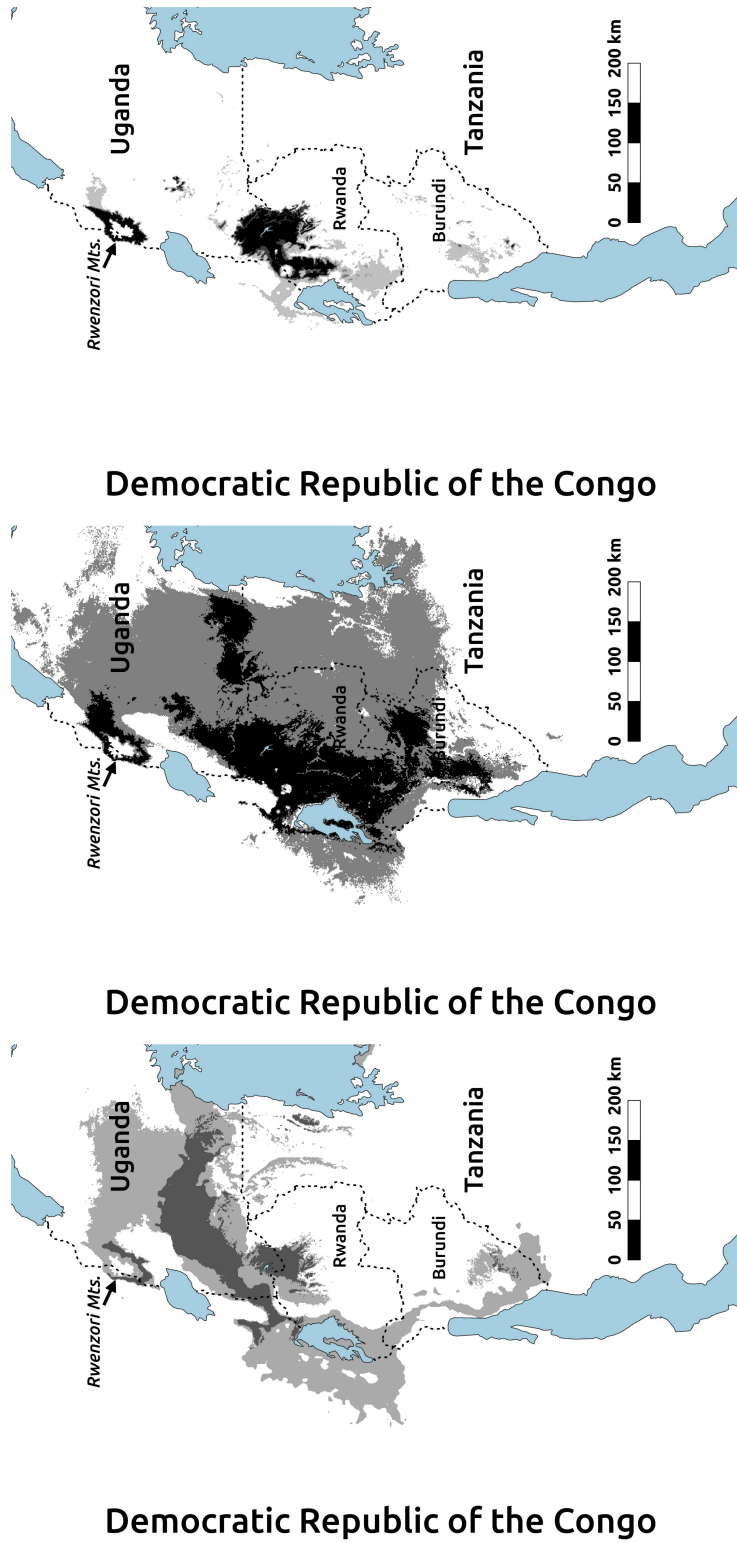 Uganda
Rwenzori Mts.
Rwanda
Burundi
Tanzania
0 50 100 150 200 km
Democratic Republic of the Congo
Uganda
Rwenzori Mts.
Rwanda
Burundi
Tanzania
0 50 100 150 200 km
Democratic Republic of the Congo
Uganda
Rwenzori Mts.
Rwanda
Burundi
Tanzania
0 50 100 150 200 km
Democratic Republic of the Congo